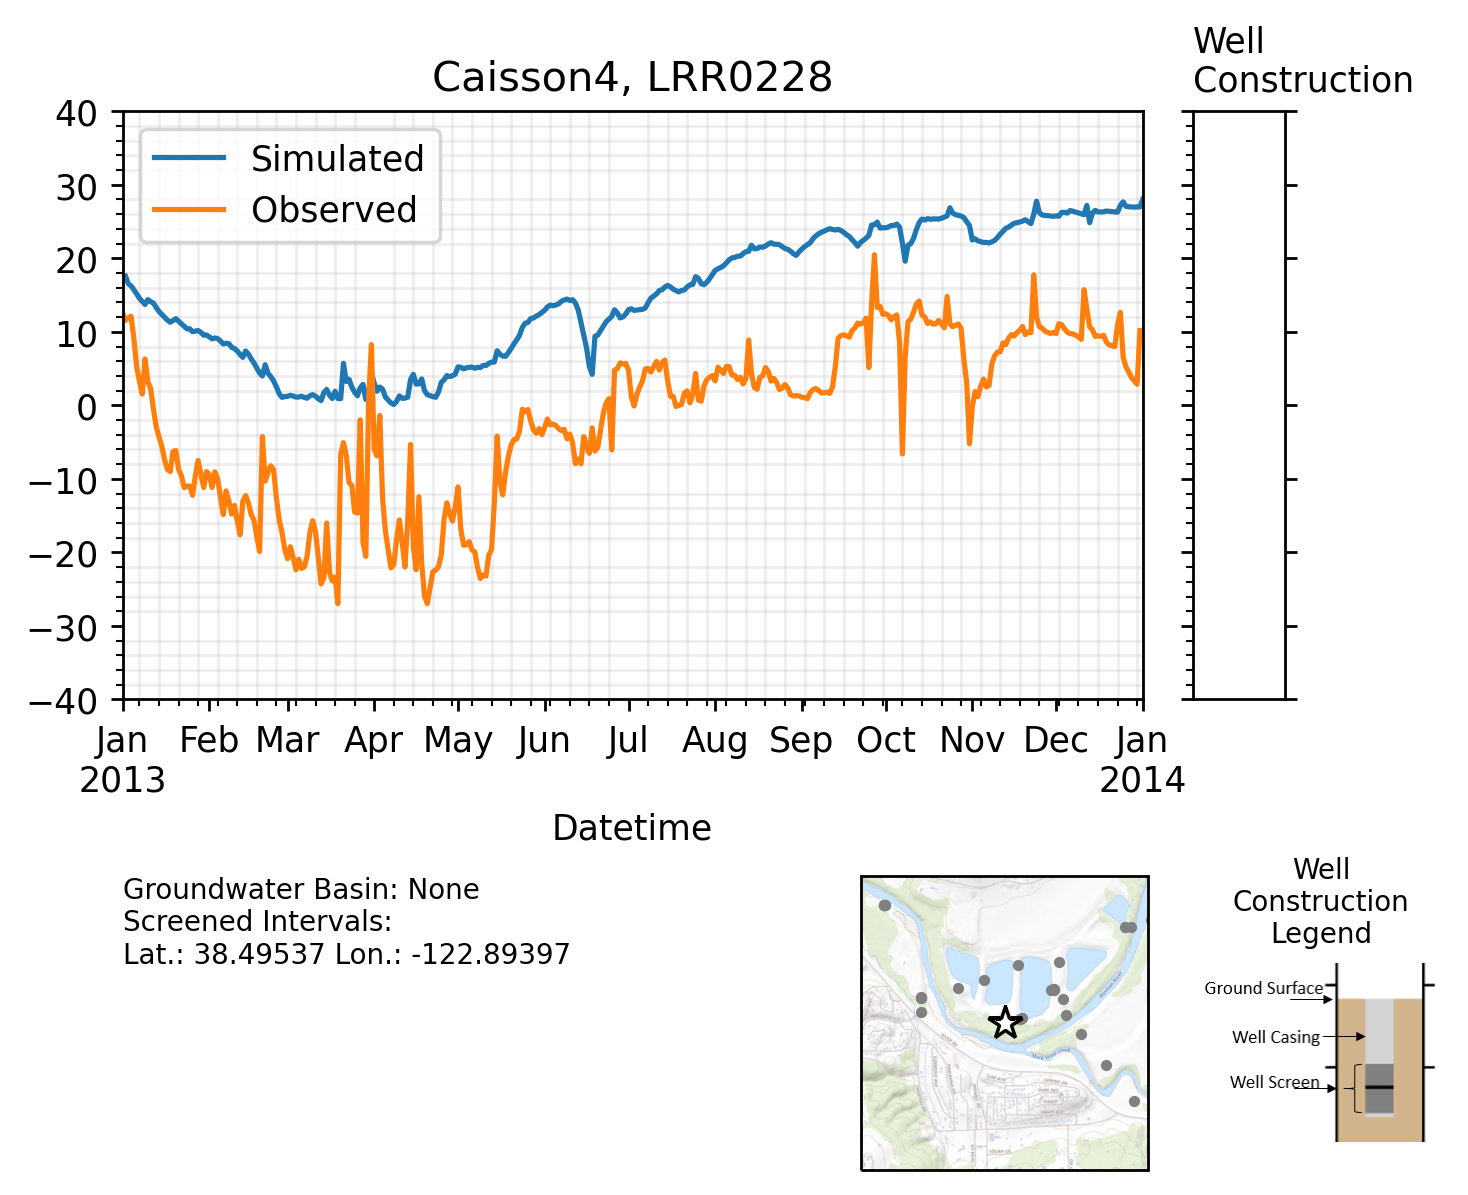 Caisson4, LRR0228
Well
Construction
Simulated
Observed
40
30
20
10
0
−10
−20
−30
−40
Jan Feb Mar Apr May Jun Jul Aug Sep Oct Nov Dec Jan
2013 2014
Datetime
Groundwater Basin: None
Screened Intervals:
Lat.: 38.49537 Lon.: -122.89397
Well
Construction
Legend
Ground Surface
Well Casing
Well Screen